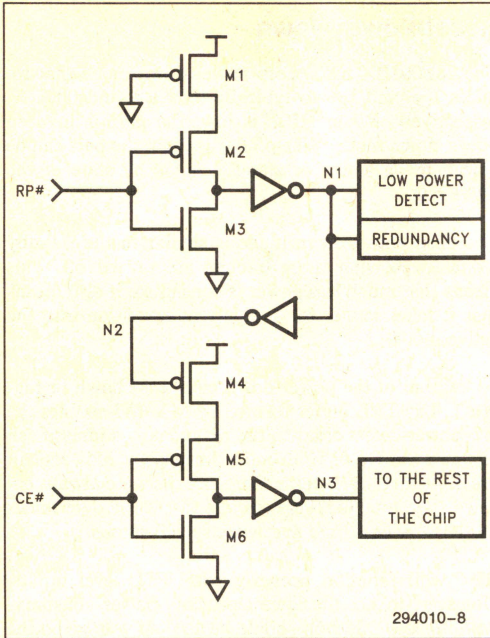 M1
M2
RP#
N1
LOW POWER
DETECT
REDUNDANCY
M3
N2
M4
M5
CE#
N3
TO THE REST
OF
THE CHIP
M6
294010-8